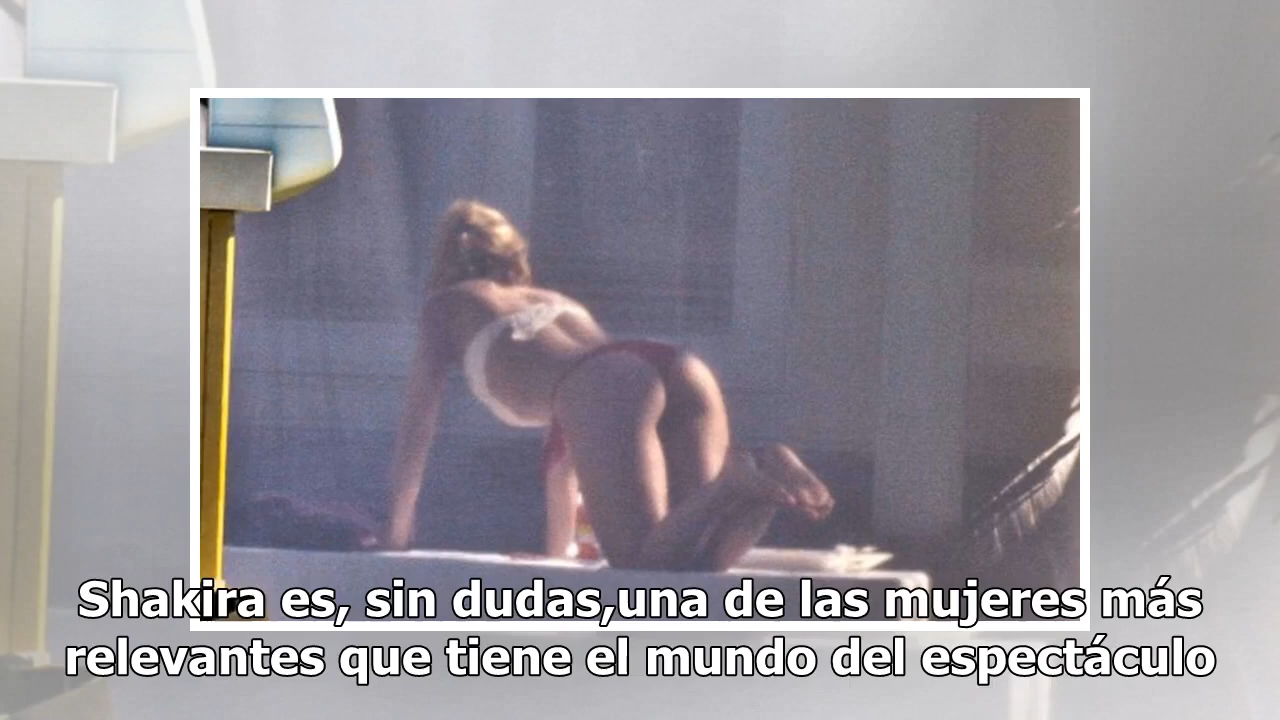 Shakira es, sin dudas,una de las mujeres más
relevantes que tiene el mundo del espectáculo